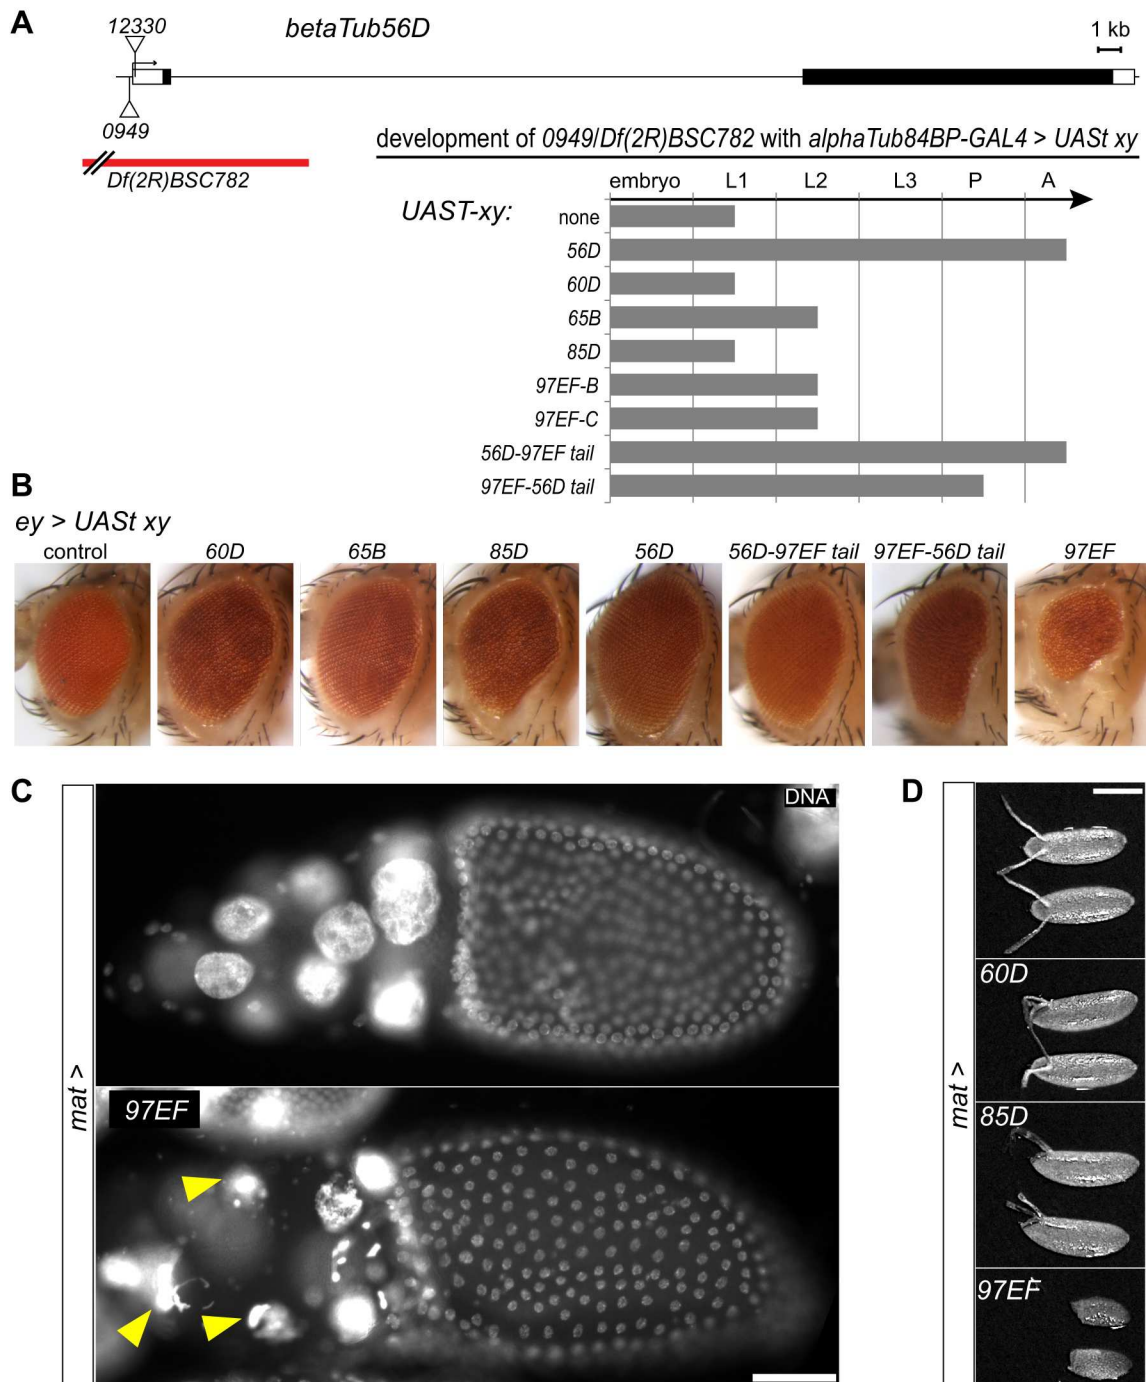 A
12330
betaTub56D
1 kb
0949
Df(2R)BSC782
development of 0949/Df(2R)BSC782 with alphaTub84BP-GAL4 > UASt xy
embryo L1 L2 L3 P A
UAST-xy:
none
56D
60D
65B
85D
97EF-B
97EF-C
56D-97EF tail
97EF-56D tail
B
ey > UASt xy
control 60D 65B 85D 56D 56D-97EF tail 97EF-56D tail 97EF
C
DNA
mat >
97EF
D
mat >
60D
85D
97EF